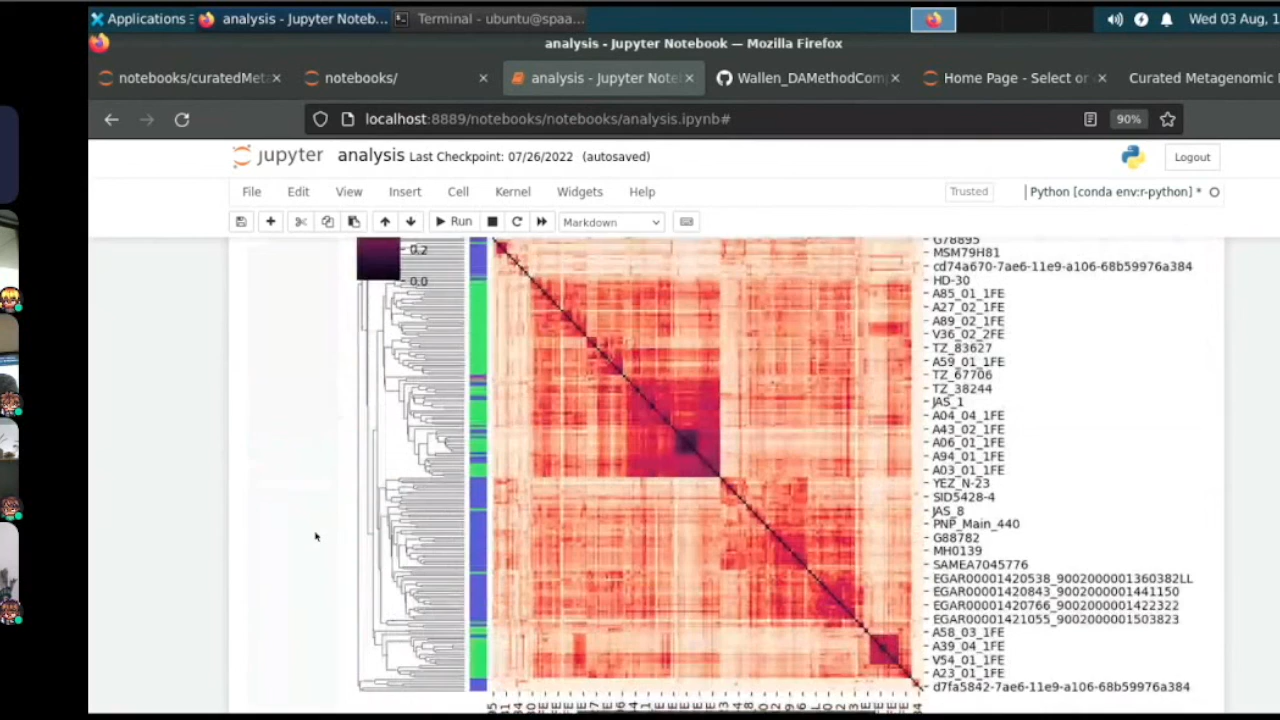 Applications : analysis - Jupyter Noteb... Terminal - ubuntu@spaa... Wed 03 Aug, 1
analysis - Jupyter Notebook — Mozilla Firefox
notebooks/curatedMeta notebooks/ analysis - Jupyter Note Wallen_DAMethodCom Home Page - Select or Curated Metagenomic
localhost:8889/notebooks/notebooks/analysis.ipynb# 90%
jupyter analysis Last Checkpoint: 07/26/2022 (autosaved) Logout
File Edit View Insert Cell Kernel Widgets Help Trusted Python [conda env:r-python] *
Run Markdown
0.2
0.0
G78895
MSM79H81
cd74a670-7ae6-11e9-a106-68b59976a384
HD-30
A85_01_1FE
A27_02_1FE
A89_02_1FE
V36_02_2FE
TZ_83627
A59_01_1FE
TZ_67706
TZ_38244
JAS_1
A04_04_1FE
A43_02_1FE
A06_01_1FE
A94_01_1FE
A03_01_1FE
YEZ_N-23
SID5428-4
JAS_8
PNP_Main_440
G88782
MH0139
SAMEA7045776
EGAR00001420538_9002000001360382LL
EGAR00001420843_9002000001441150
EGAR00001420766_9002000001422322
EGAR00001421055_9002000001503823
A58_03_1FE
A39_04_1FE
V54_01_1FE
A23_01_1FE
d7fa5842-7ae6-11e9-a106-68b59976a384